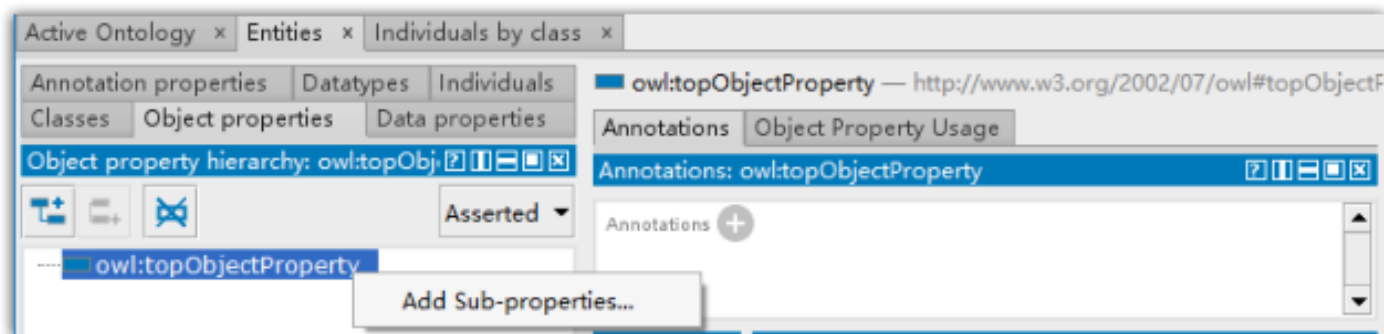 Active Ontology × Entities × Individuals by class ×
Annotation properties Datatypes Individuals
Classes Object properties Data properties
Object property hierarchy: owl:topObj
Asserted
owl:topObjectProperty
Add Sub-properties...
owl:topObjectProperty — http://www.w3.org/2002/07/owl#topObjectP
Annotations Object Property Usage
Annotations: owl:topObjectProperty
Annotations